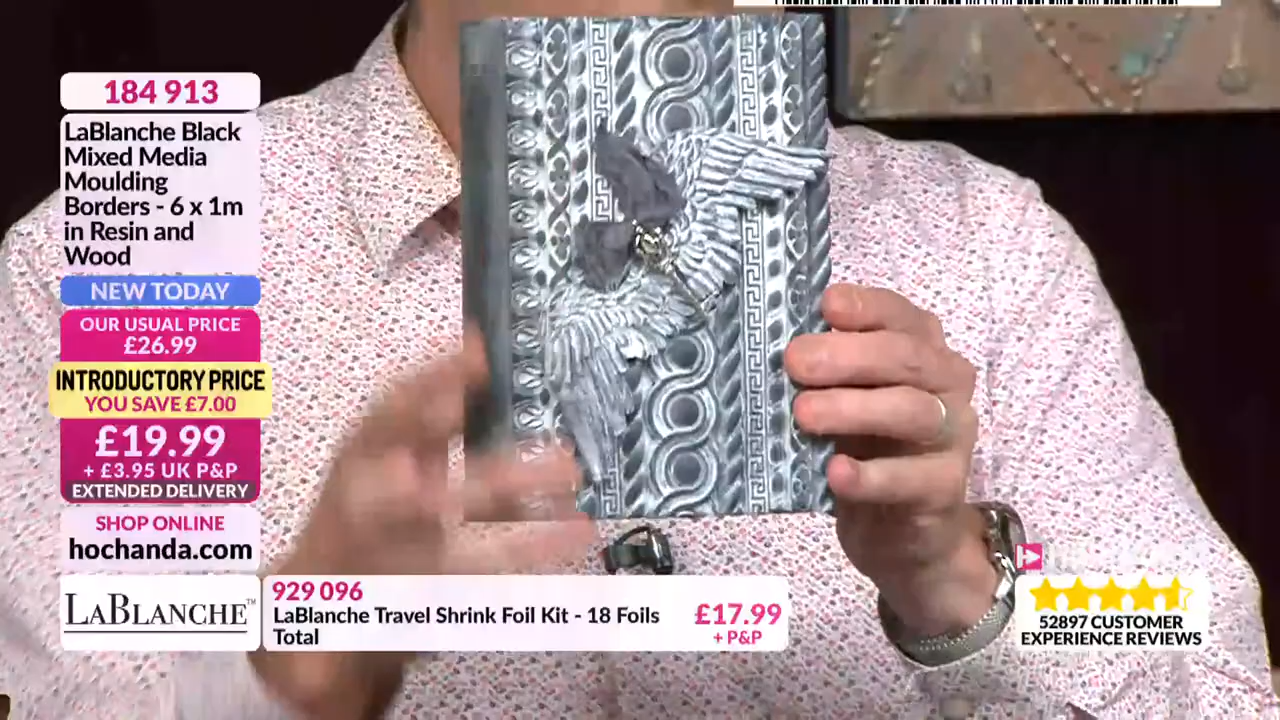 184 913
LaBlanche Black
Mixed Media
Moulding
Borders - 6 x 1m
in Resin and
Wood
NEW TODAY
OUR USUAL PRICE
£26.99
INTRODUCTORY PRICE
YOU SAVE £7.00
£19.99
+ £3.95 UK P&P
EXTENDED DELIVERY
SHOP ONLINE
hochanda.com
LABLANCHE™
929 096
LaBlanche Travel Shrink Foil Kit - 18 Foils
Total
£17.99
+ P&P
52897 CUSTOMER
EXPERIENCE REVIEWS